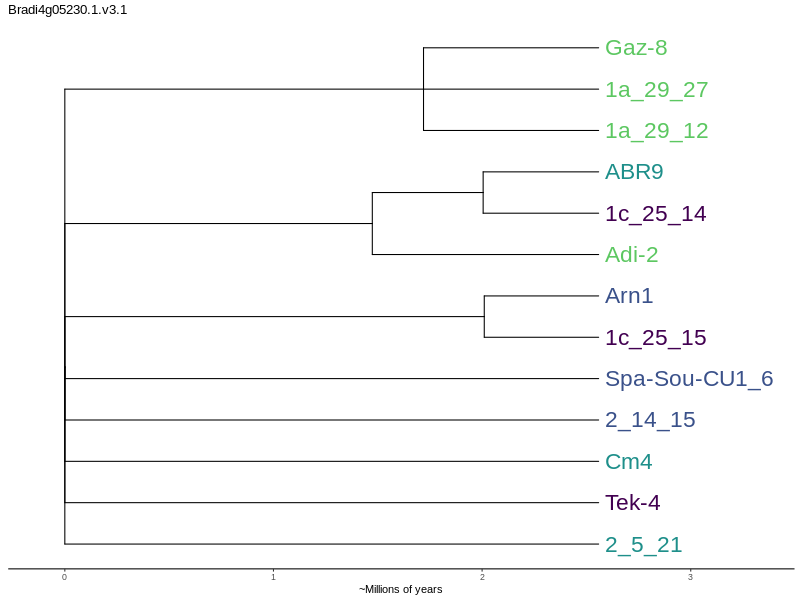 Bradi4g05230.1.v3.1
Gaz-8
1a_29_27
1a_29_12
ABR9
1c_25_14
Adi-2
Arn1
1c_25_15
Spa-Sou-CU1_6
2_14_15
Cm4
Tek-4
2_5_21
0 1 2 3
~Millions of years